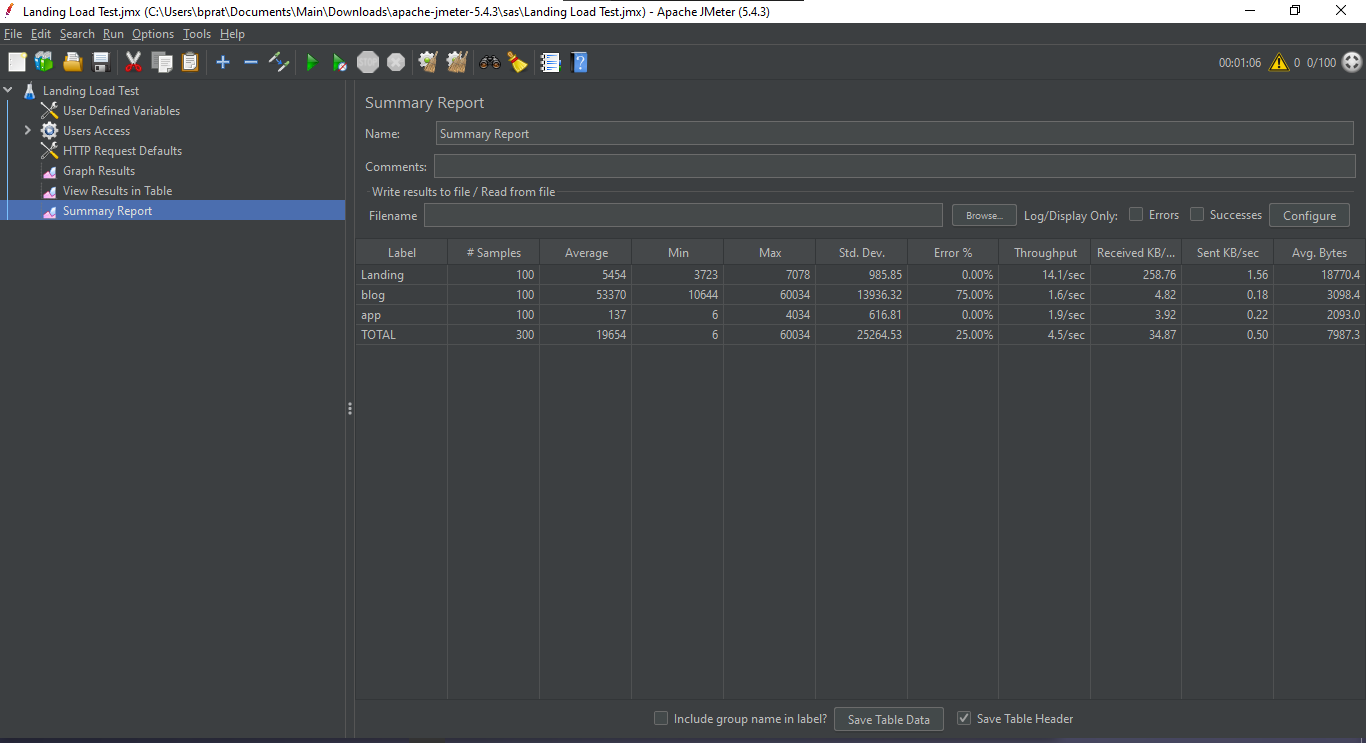 Landing Load Test.jmx (C:\Users\bprat\Documents\Main\Downloads\apache-jmeter-5.4.3\sas\Landing Load Test.jmx) - Apache JMeter (5.4.3)
File Edit Search Run Options Tools Help
STOP
00:01:06 0 0/100
Landing Load Test
User Defined Variables
Users Access
HTTP Request Defaults
Graph Results
View Results in Table
Summary Report
Summary Report
Name: Summary Report
Comments:
Write results to file / Read from file
Filename Browse... Log/Display Only: Errors Successes Configure
Label # Samples Average Min Max Std. Dev. Error % Throughput Received KB/... Sent KB/sec Avg. Bytes
Landing 100 5454 3723 7078 985.85 0.00% 14.1/sec 258.76 1.56 18770.4
blog 100 53370 10644 60034 13936.32 75.00% 1.6/sec 4.82 0.18 3098.4
app 100 137 6 4034 616.81 0.00% 1.9/sec 3.92 0.22 2093.0
TOTAL 300 19654 6 60034 25264.53 25.00% 4.5/sec 34.87 0.50 7987.3
Include group name in label? Save Table Data Save Table Header